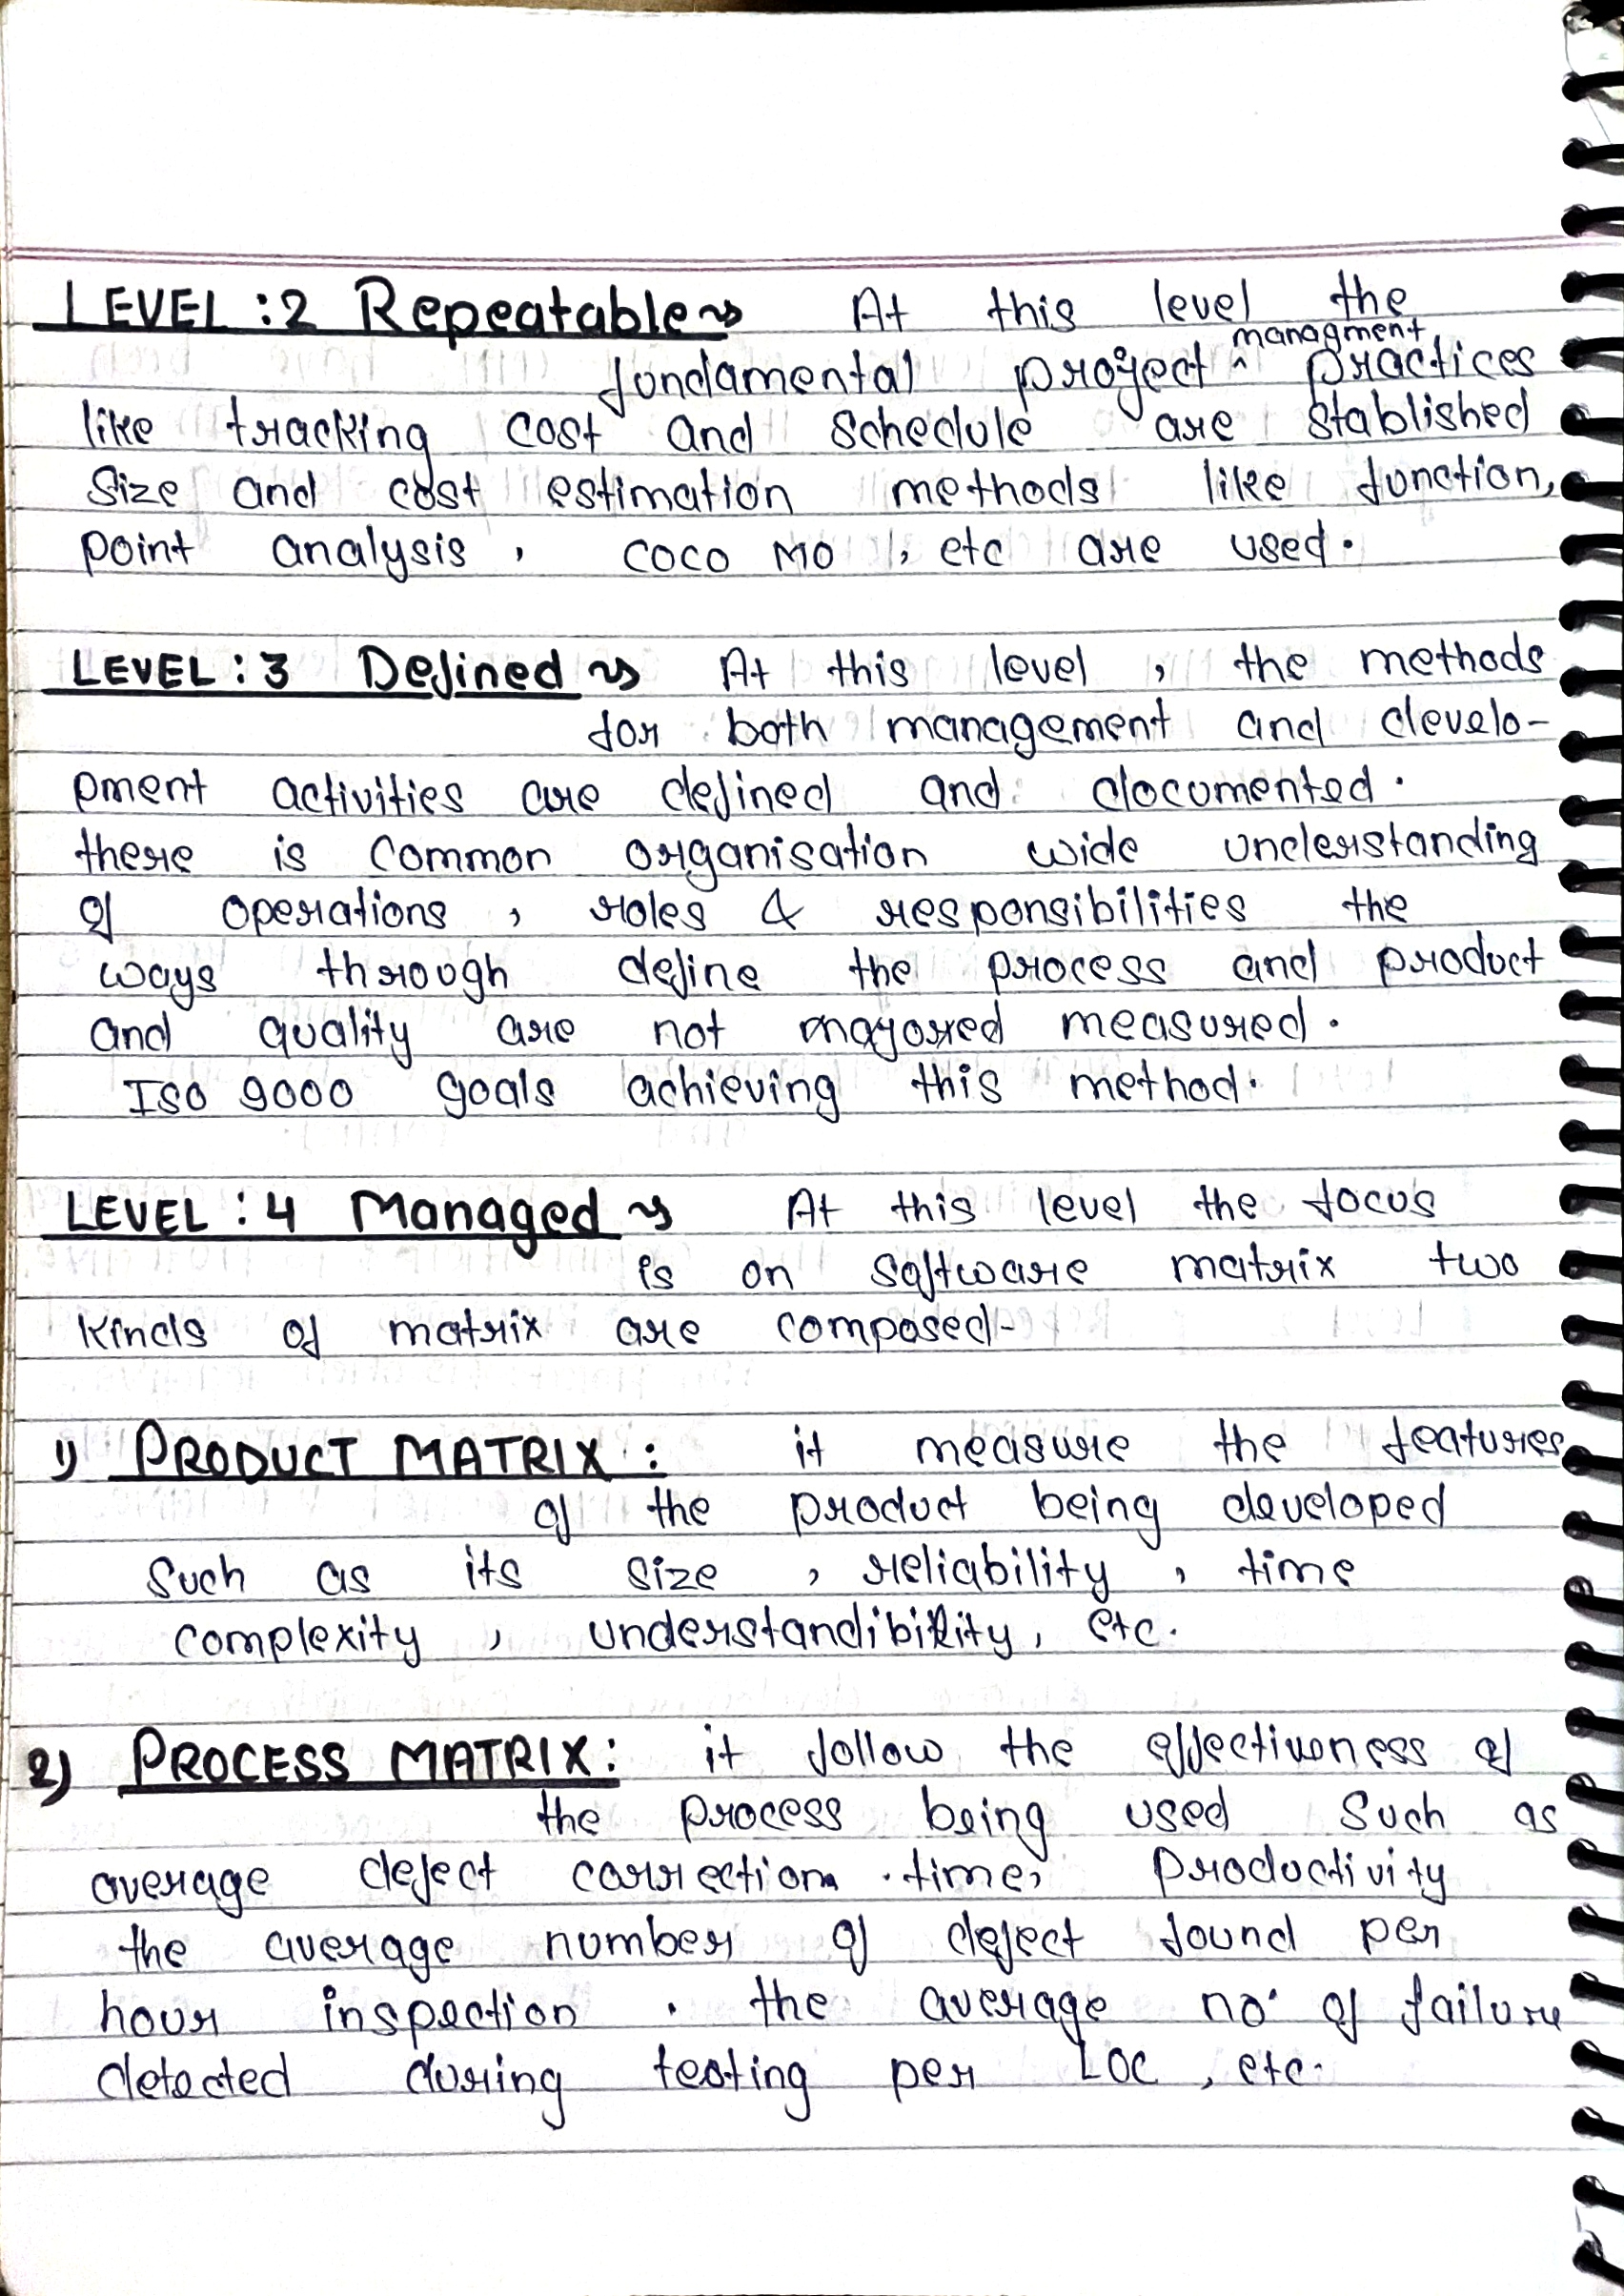 LEVEL : 2 Repeatable ⇝ At this level the
fundamental project ^ managment practices
like tracking cost and schedule are stablished
Size and cost estimation methods like function,
point analysis , COCO MO , etc are used.
LEVEL : 3 Defined ⇝ At this level , the methods
for both management and develo-
pment activities are defined and documented.
there is common organisation wide understanding
of operations , roles & responsibilities the
ways through define the process and product
and quality are not measured.
ISO 9000 goals achieving this method.
LEVEL : 4 Managed ⇝ At this level the focus
is on software matrix two
kinds of matrix are composed-
1) PRODUCT MATRIX : it measure the features
of the product being developed
such as its size , reliability , time
complexity , understandibility, etc.
2) PROCESS MATRIX : it follow the effectiveness of
the process being used such as
average defect correction time, productivity
the average number of defect found per
hour inspection . the average no. of failure
detected during testing per LOC , etc.